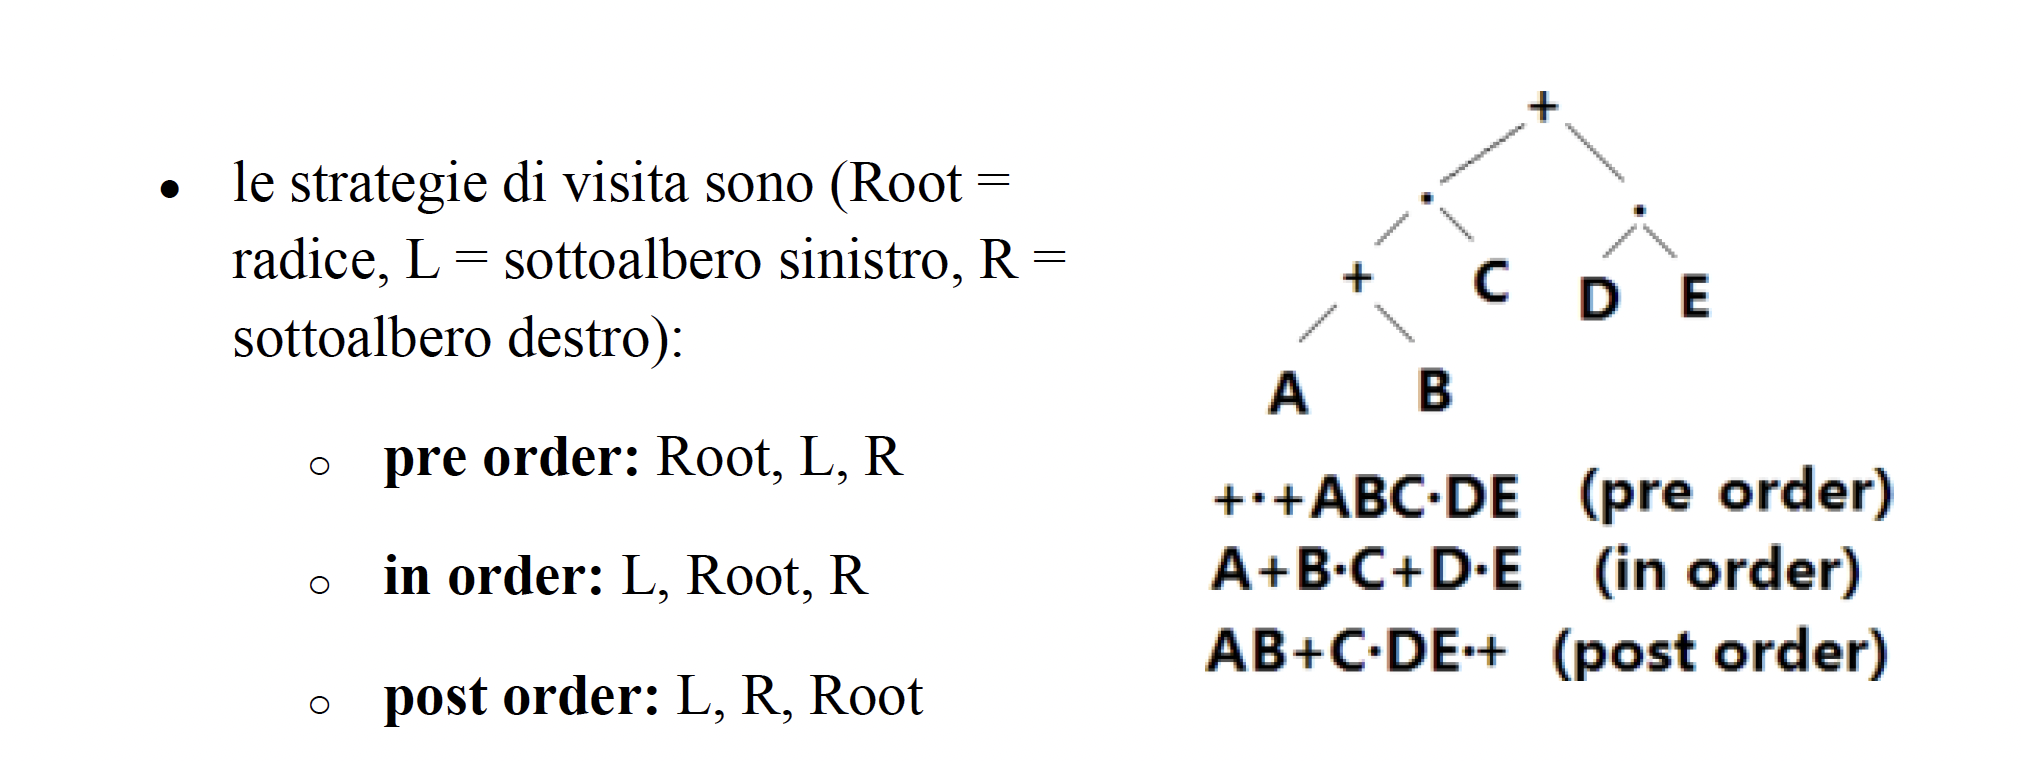 ● le strategie di visita sono (Root =
radice, L = sottoalbero sinistro, R =
sottoalbero destro):
○ pre order: Root, L, R
○ in order: L, Root, R
○ post order: L, R, Root
+
· ·
+ C D E
A B
+·+ABC·DE (pre order)
A+B·C+D·E (in order)
AB+C·DE·+ (post order)